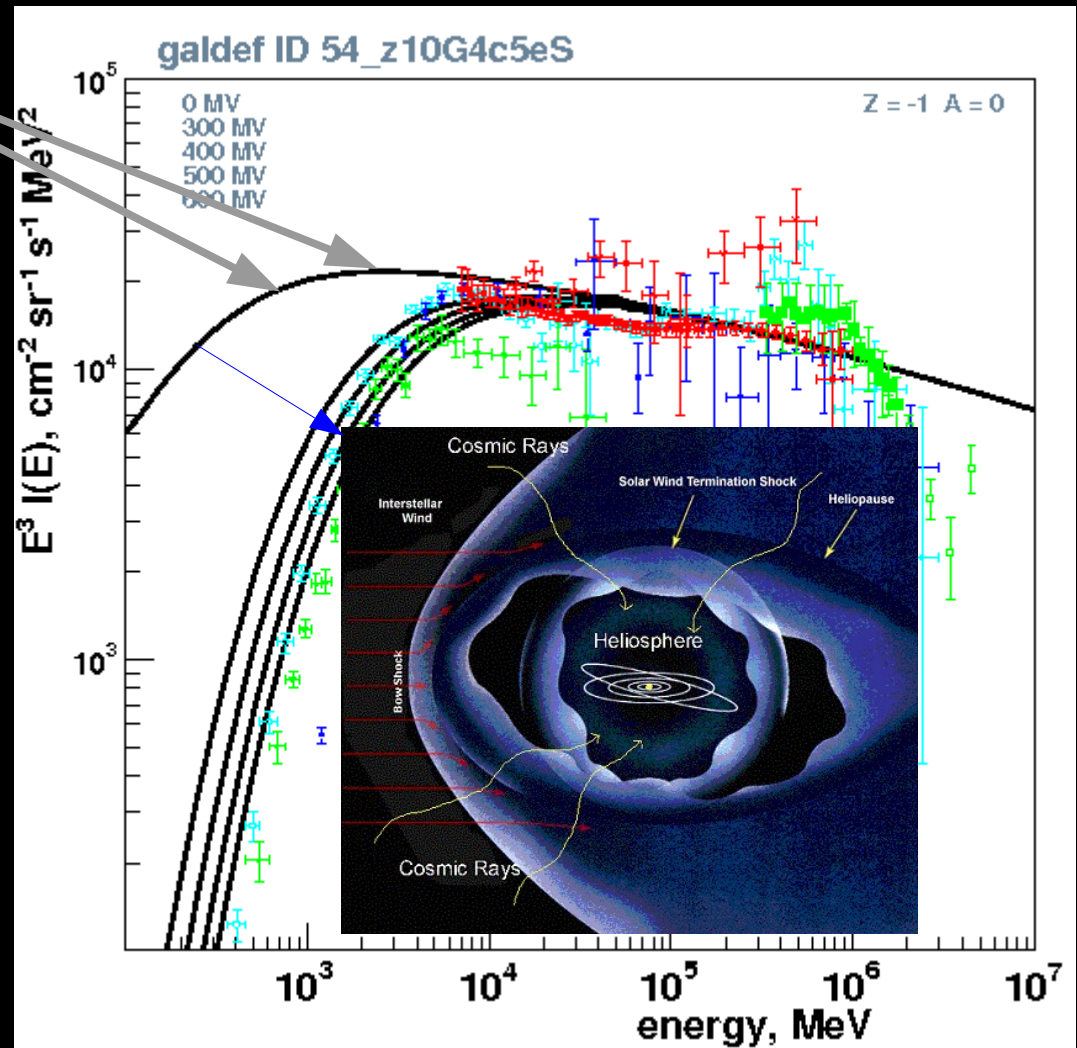 galdef ID 54_z10G4c5eS
10^5
0 MV
300 MV
400 MV
500 MV
600 MV
Z = -1 A = 0
E^3 I(E), cm^-2 sr^-1 s^-1 MeV^2
10^4
10^3
Cosmic Rays
Solar Wind Termination Shock
Heliopause
Interstellar
Wind
Heliosphere
Bow Shock
Cosmic Rays
10^3
10^4
10^5
10^6
10^7
energy, MeV